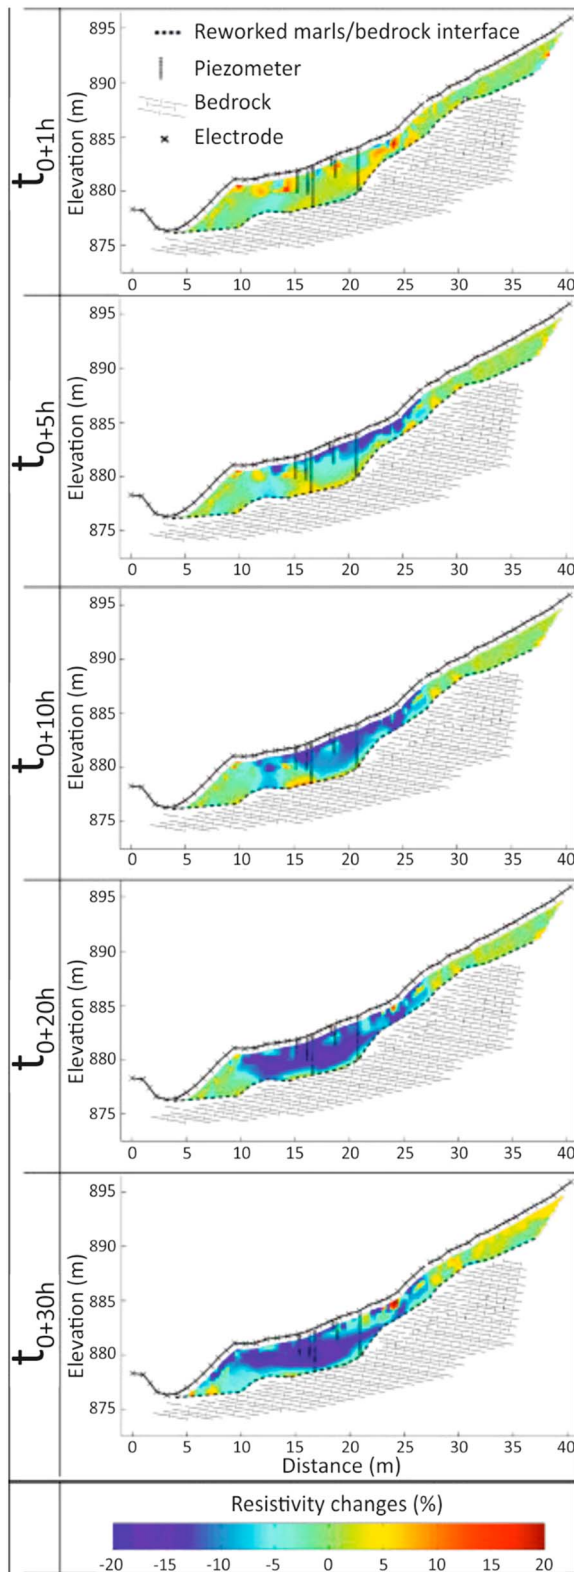 t0+1h
Elevation (m)
895
890
885
880
875
Reworked marls/bedrock interface
Piezometer
Bedrock
Electrode
0 5 10 15 20 25 30 35 40
t0+5h
Elevation (m)
895
890
885
880
875
0 5 10 15 20 25 30 35 40
t0+10h
Elevation (m)
895
890
885
880
875
0 5 10 15 20 25 30 35 40
t0+20h
Elevation (m)
895
890
885
880
875
0 5 10 15 20 25 30 35 40
t0+30h
Elevation (m)
895
890
885
880
875
0 5 10 15 20 25 30 35 40
Distance (m)
Resistivity changes (%)
-20 -15 -10 -5 0 5 10 15 20